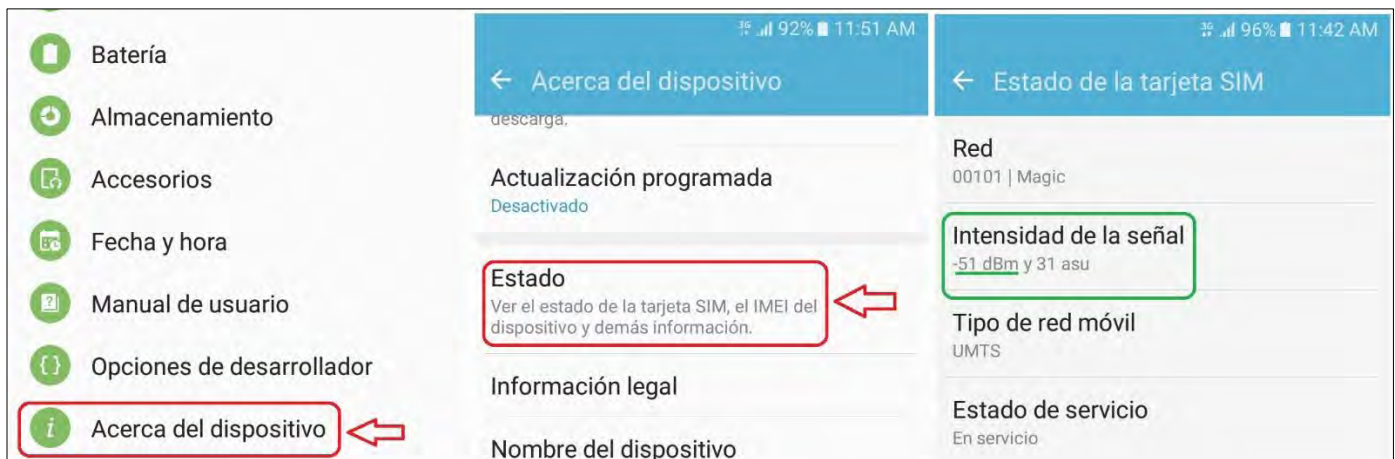 Batería
Almacenamiento
Accesorios
Fecha y hora
Manual de usuario
Opciones de desarrollador
Acerca del dispositivo
3G 92% 11:51 AM
Acerca del dispositivo
descarga.
Actualización programada
Desactivado
Estado
Ver el estado de la tarjeta SIM, el IMEI del
dispositivo y demás información.
Información legal
Nombre del dispositivo
3G 96% 11:42 AM
Estado de la tarjeta SIM
Red
00101 | Magic
Intensidad de la señal
-51 dBm y 31 asu
Tipo de red móvil
UMTS
Estado de servicio
En servicio